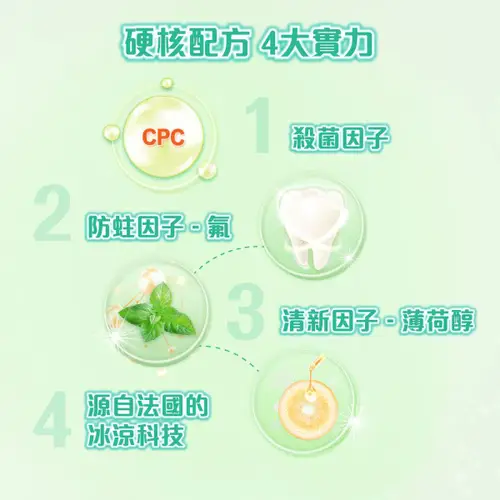 硬核配方 4大實力
CPC
1
殺菌因子
2
防蛀因子-氟
3
清新因子-薄荷醇
4
源自法國的
冰涼科技